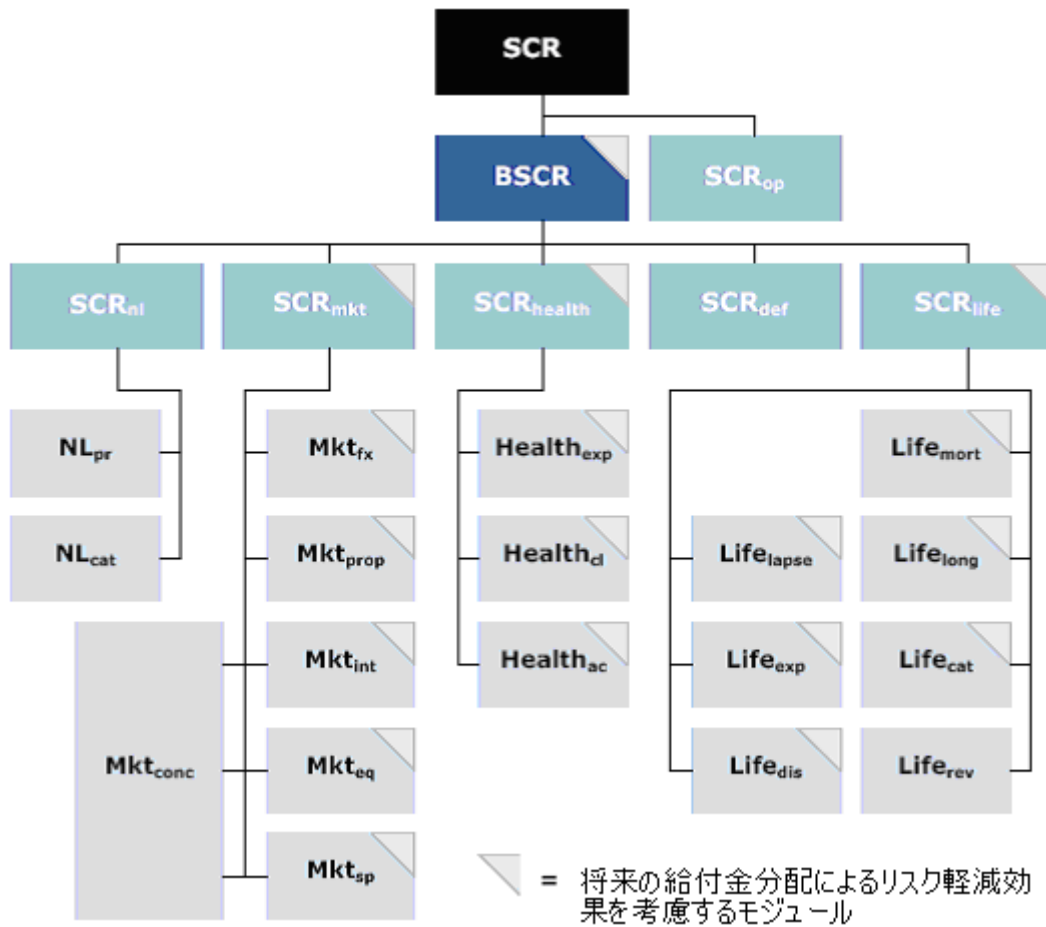 SCR
BSCR
SCRop
SCRnl
SCRmkt
SCRhealth
SCRdef
SCRlife
NLpr
NLcat
Mktconc
Mktfx
Mktprop
Mktint
Mkteq
Mktsp
Healthexp
Healthcl
Healthac
Lifelapse
Lifeexp
Lifedis
Lifemort
Lifelong
Lifecat
Liferev
= 将来の給付金分配によるリスク軽減効
果を考慮するモジュール